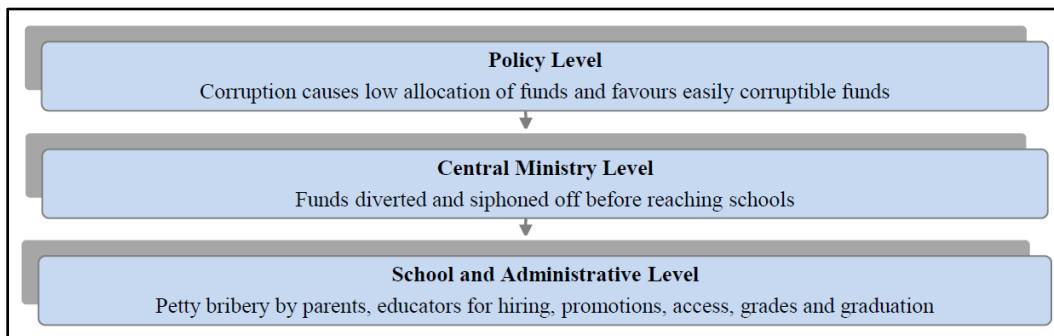 Policy Level
Corruption causes low allocation of funds and favours easily corruptible funds
Central Ministry Level
Funds diverted and siphoned off before reaching schools
School and Administrative Level
Petty bribery by parents, educators for hiring, promotions, access, grades and graduation